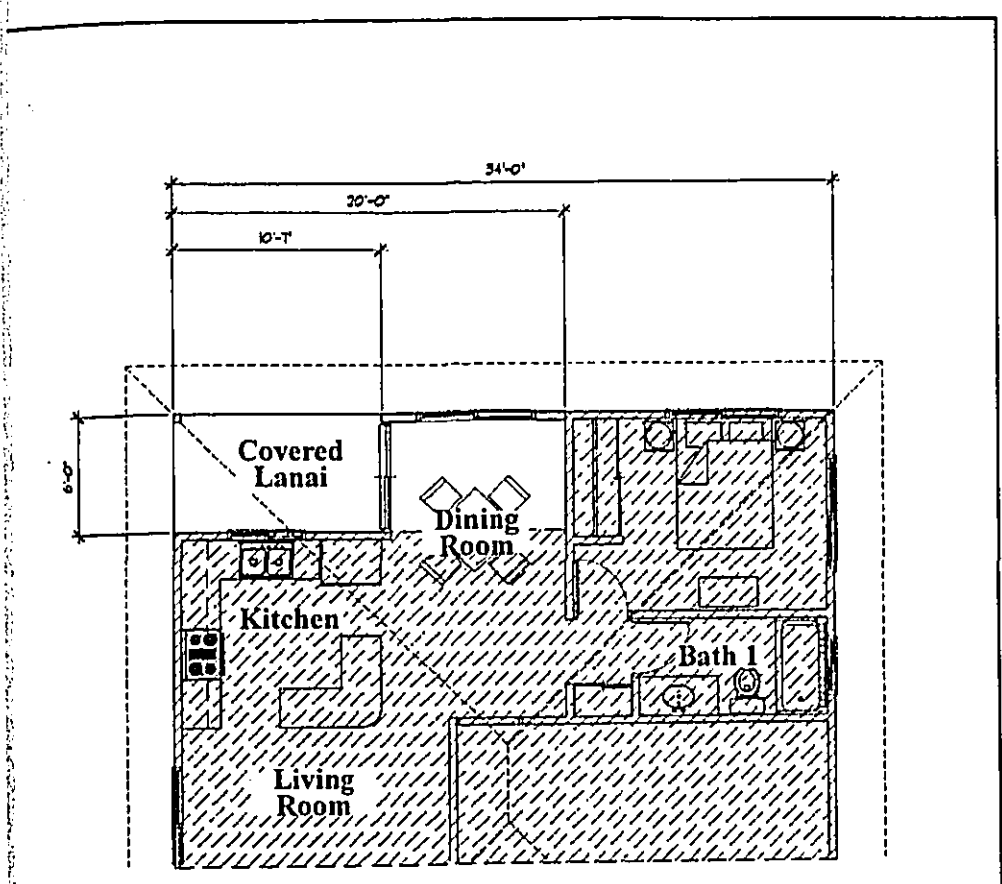 34'-0"
20'-0"
10'-7"
6'-0"
Covered
Lanai
Dining
Room
Kitchen
Bath 1
Living
Room